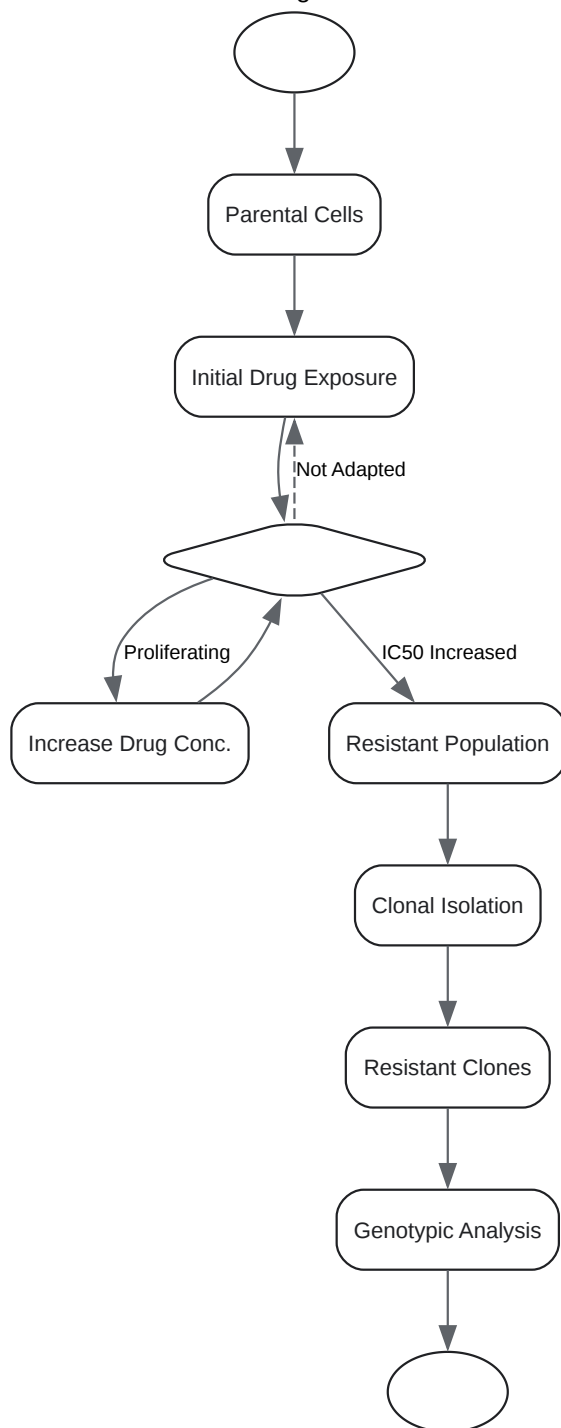 Parental Cells
Initial Drug Exposure
Not Adapted
Proliferating
IC50 Increased
Increase Drug Conc.
Resistant Population
Clonal Isolation
Resistant Clones
Genotypic Analysis